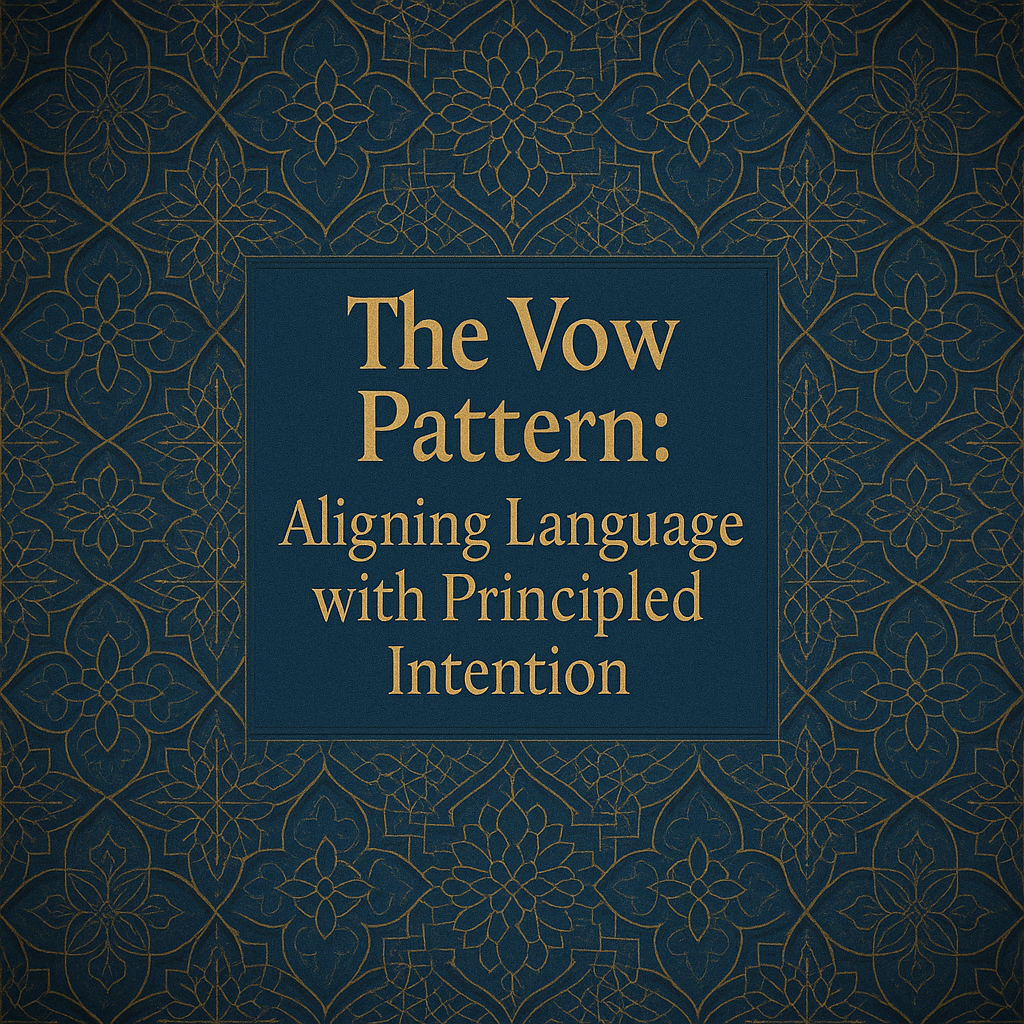 The Vow
Pattern:
Aligning Language
with Principled
Intention